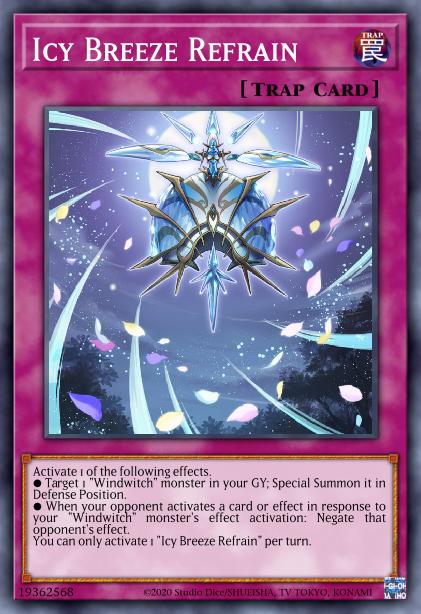 ICY BREEZE REFRAIN
TRAP
罠
[TRAP CARD]
Activate 1 of the following effects.
● Target 1 "Windwitch" monster in your GY; Special Summon it in
Defense Position.
● When your opponent activates a card or effect in response to
your "Windwitch" monster's effect activation: Negate that
opponent's effect.
You can only activate 1 "Icy Breeze Refrain" per turn.
19362568
©2020 Studio Dice/SHUEISHA, TV TOKYO, KONAMI